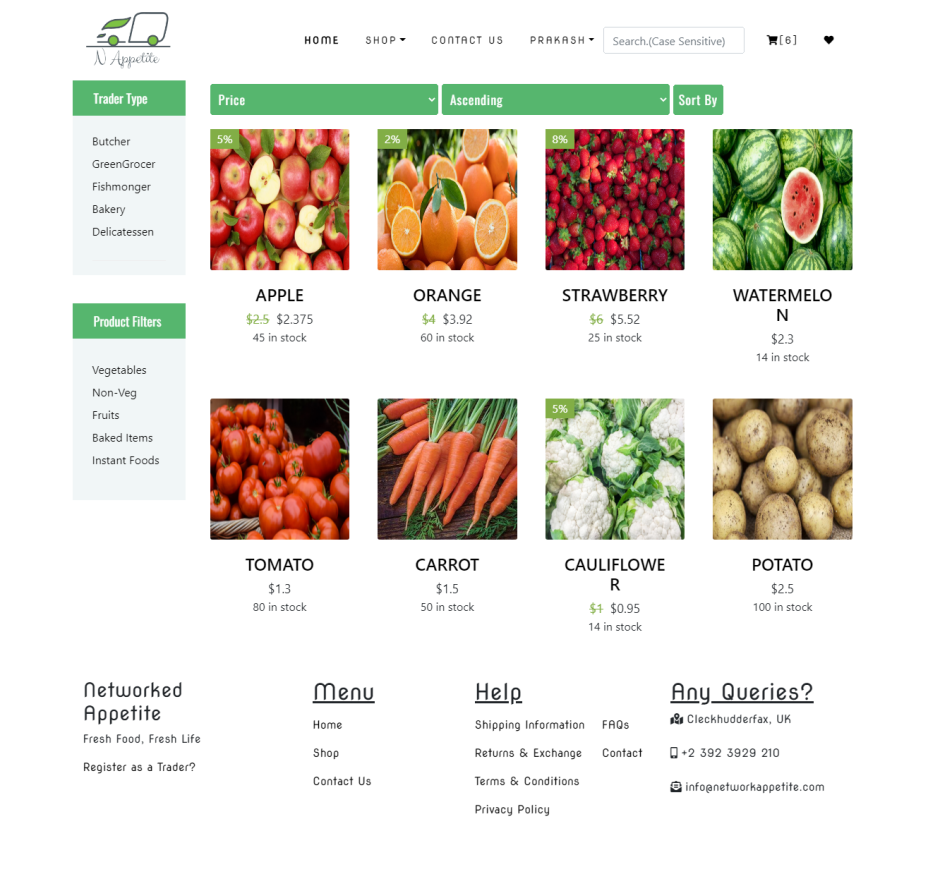 N Appetite
HOME
SHOP
CONTACT US
PRAKASH
Search.(Case Sensitive)
[6]
Trader Type
Butcher
GreenGrocer
Fishmonger
Bakery
Delicatessen
Product Filters
Vegetables
Non-Veg
Fruits
Baked Items
Instant Foods
Price
Ascending
Sort By
5%
2%
8%
APPLE
$2.5 $2.375
45 in stock
ORANGE
$4 $3.92
60 in stock
STRAWBERRY
$6 $5.52
25 in stock
WATERMELO
N
$2.3
14 in stock
5%
TOMATO
$1.3
80 in stock
CARROT
$1.5
50 in stock
CAULIFLOWE
R
$1 $0.95
14 in stock
POTATO
$2.5
100 in stock
Networked
Appetite
Fresh Food, Fresh Life
Register as a Trader?
Menu
Home
Shop
Contact Us
Help
Shipping Information
Returns & Exchange
Terms & Conditions
Privacy Policy
FAQs
Contact
Any Queries?
Cleckhudderfax, UK
+2 392 3929 210
info@networkappetite.com